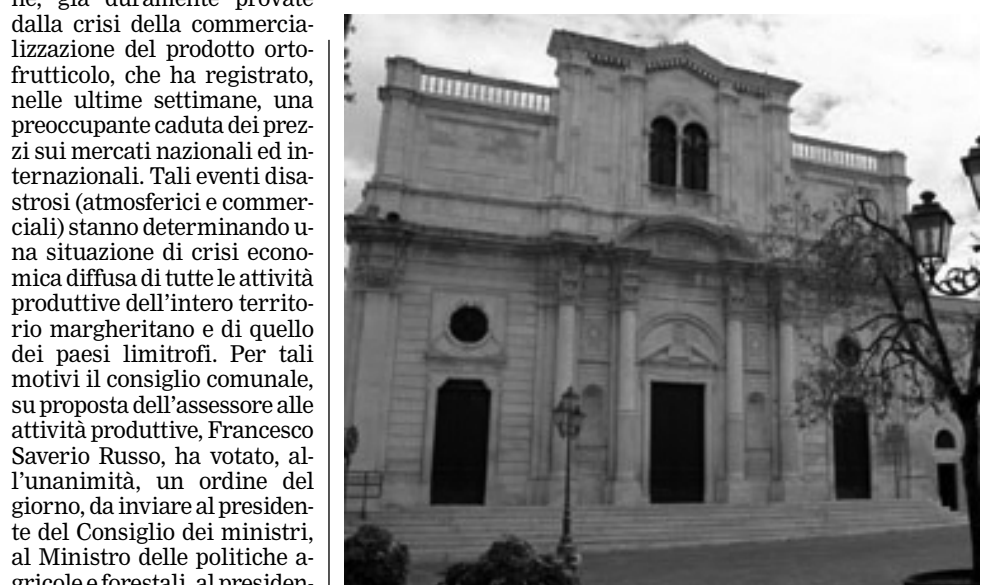 ne, già duramente provate
dalla crisi della commercia-
lizzazione del prodotto orto-
frutticolo, che ha registrato,
nelle ultime settimane, una
preoccupante caduta dei prez-
zi sui mercati nazionali ed in-
ternazionali. Tali eventi disa-
strosi (atmosferici e commer-
ciali) stanno determinando u-
na situazione di crisi econo-
mica diffusa di tutte le attività
produttive dell’intero territo-
rio margheritano e di quello
dei paesi limitrofi. Per tali
motivi il consiglio comunale,
su proposta dell’assessore alle
attività produttive, Francesco
Saverio Russo, ha votato, al-
l’unanimità, un ordine del
giorno, da inviare al presiden-
te del Consiglio dei ministri,
al Ministro delle politiche a-
gricole e forestali, al presiden-